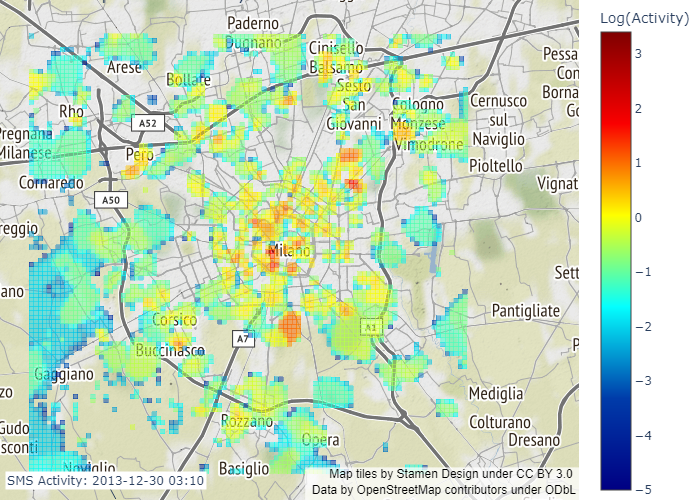 Paderno
Dugnano
Cinisello
Balsamo
Arese
Bollate
Sesto
San
Giovanni
Cologno
Monzese
Cernusco
sul
Naviglio
Vimodrone
Pioltello
Rho
A52
Pregnana
Milanese
Pero
Cornaredo
A50
Vignat
reggio
Milano
Sett
ano
Pantigliate
Corsico
A7
A1
Buccinasco
Gaggiano
Mediglia
Colturano
Dresano
Rozzano
Opera
Gudo
sconti
Noviglio
Basiglio
Pessa
Con
Borna
Go
P
zo
SMS Activity: 2013-12-30 03:10
Map tiles by Stamen Design under CC BY 3.0
Data by OpenStreetMap contributors under ODbL
Log(Activity)
3
2
1
0
−1
−2
−3
−4
−5